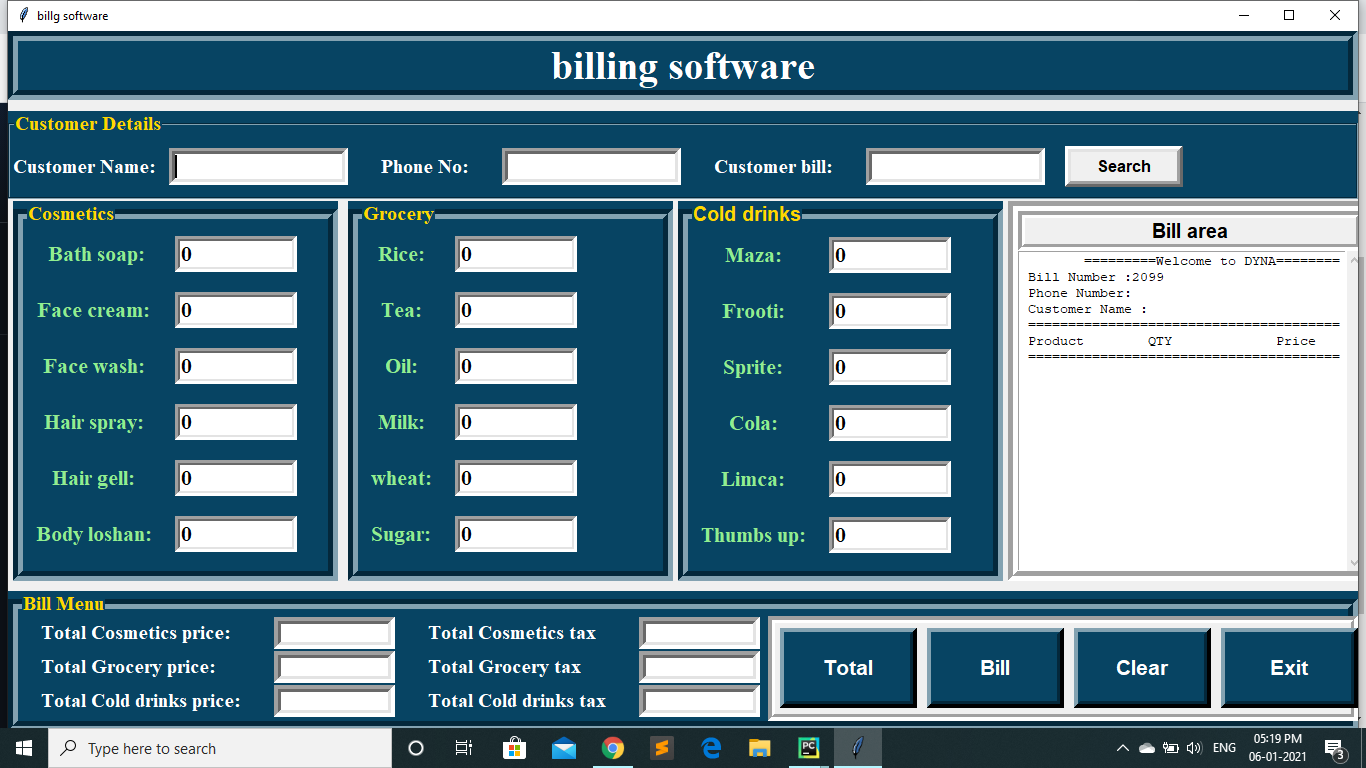 billg software
billing software
Customer Details
Customer Name:
Phone No:
Customer bill:
Search
Cosmetics
Bath soap: 0
Face cream: 0
Face wash: 0
Hair spray: 0
Hair gell: 0
Body loshan: 0
Grocery
Rice: 0
Tea: 0
Oil: 0
Milk: 0
wheat: 0
Sugar: 0
Cold drinks
Maza: 0
Frooti: 0
Sprite: 0
Cola: 0
Limca: 0
Thumbs up: 0
Bill area
=========Welcome to DYNA========
Bill Number :2099
Phone Number:
Customer Name :
=======================================
Product QTY Price
=======================================
Bill Menu
Total Cosmetics price:
Total Grocery price:
Total Cold drinks price:
Total Cosmetics tax
Total Grocery tax
Total Cold drinks tax
Total
Bill
Clear
Exit
Type here to search
PC
ENG
05:19 PM
06-01-2021
3